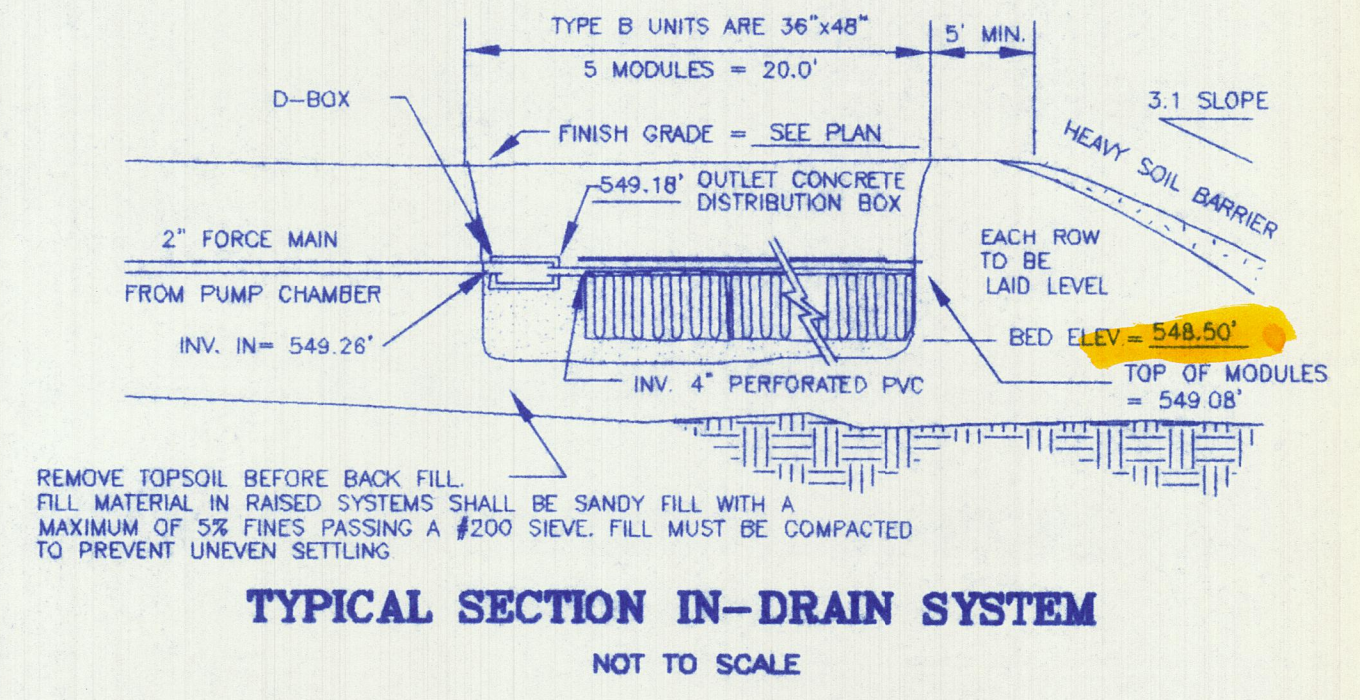 TYPE B UNITS ARE 36"x48"
5' MIN.
5 MODULES = 20.0'
D-BOX
3.1 SLOPE
FINISH GRADE = SEE PLAN
HEAVY SOIL BARRIER
549.18' OUTLET CONCRETE
DISTRIBUTION BOX
2" FORCE MAIN
FROM PUMP CHAMBER
EACH ROW
TO BE
LAID LEVEL
INV. IN= 549.26'
BED ELEV.= 548.50'
INV. 4" PERFORATED PVC
TOP OF MODULES
= 549.08'
REMOVE TOPSOIL BEFORE BACK FILL.
FILL MATERIAL IN RAISED SYSTEMS SHALL BE SANDY FILL WITH A
MAXIMUM OF 5% FINES PASSING A #200 SIEVE. FILL MUST BE COMPACTED
TO PREVENT UNEVEN SETTLING
TYPICAL SECTION IN-DRAIN SYSTEM
NOT TO SCALE